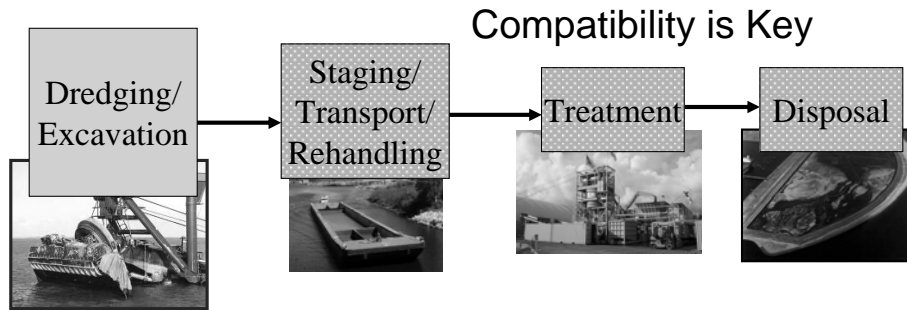 Compatibility is Key
Dredging/
Excavation
Staging/
Transport/
Rehandling
Treatment
Disposal